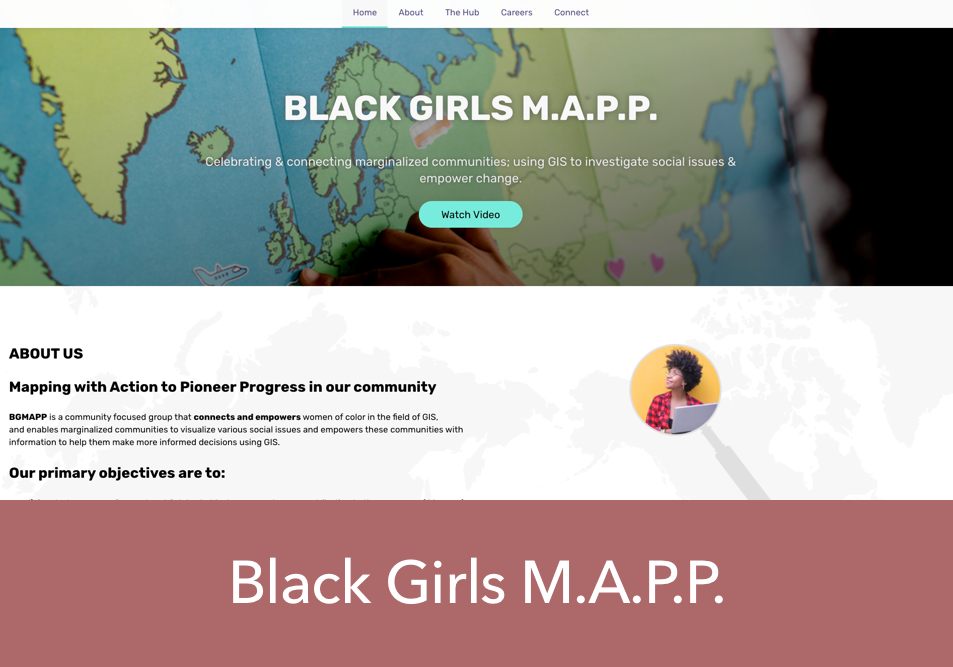 Home About The Hub Careers Connect
BLACK GIRLS M.A.P.P.
Celebrating & connecting marginalized communities; using GIS to investigate social issues &
empower change.
Watch Video
ABOUT US
Mapping with Action to Pioneer Progress in our community
BGMAPP is a community focused group that connects and empowers women of color in the field of GIS,
and enables marginalized communities to visualize various social issues and empowers these communities with
information to help them make more informed decisions using GIS.
Our primary objectives are to:
Black Girls M.A.P.P.